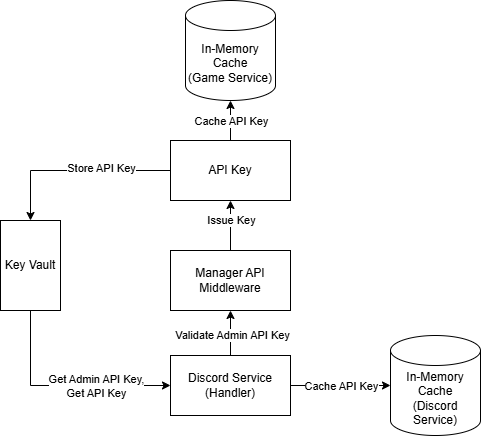 In-Memory
Cache
(Game Service)
Cache API Key
Store API Key
API Key
Issue Key
Key Vault
Manager API
Middleware
Validate Admin API Key
Get Admin API Key,
Get API Key
Discord Service
(Handler)
Cache API Key
In-Memory
Cache
(Discord
Service)